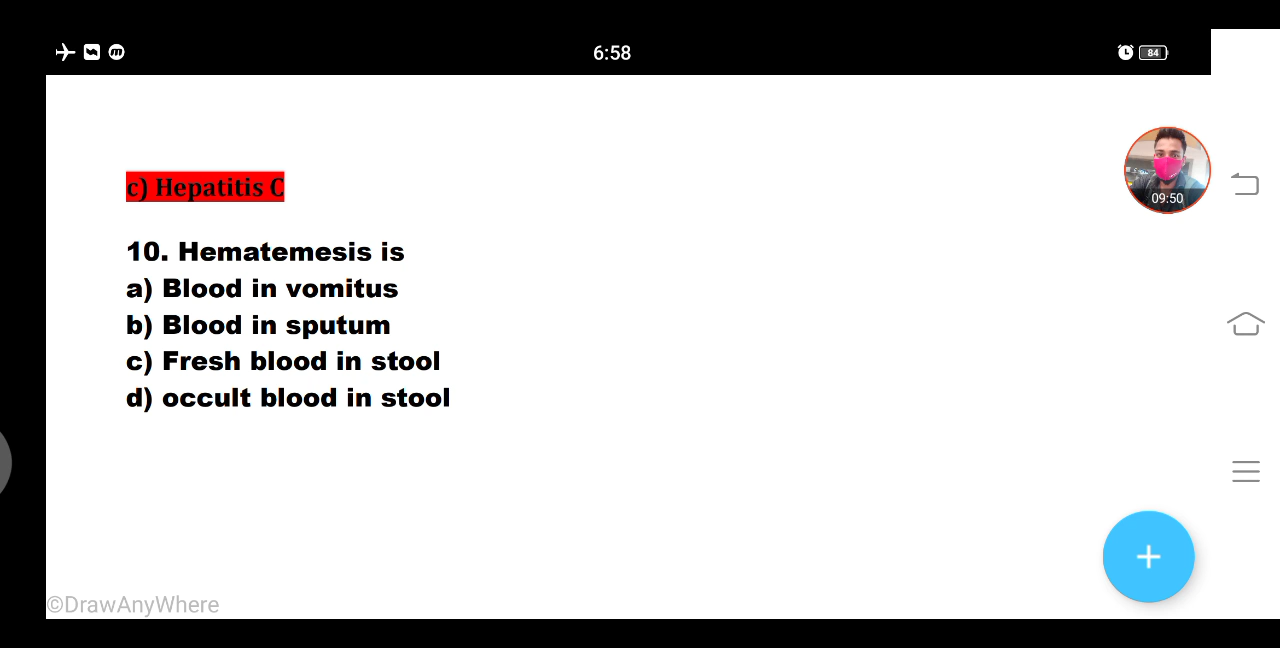 6:58
84
c) Hepatitis C
09:50
10. Hematemesis is
a) Blood in vomitus
b) Blood in sputum
c) Fresh blood in stool
d) occult blood in stool
©DrawAnyWhere